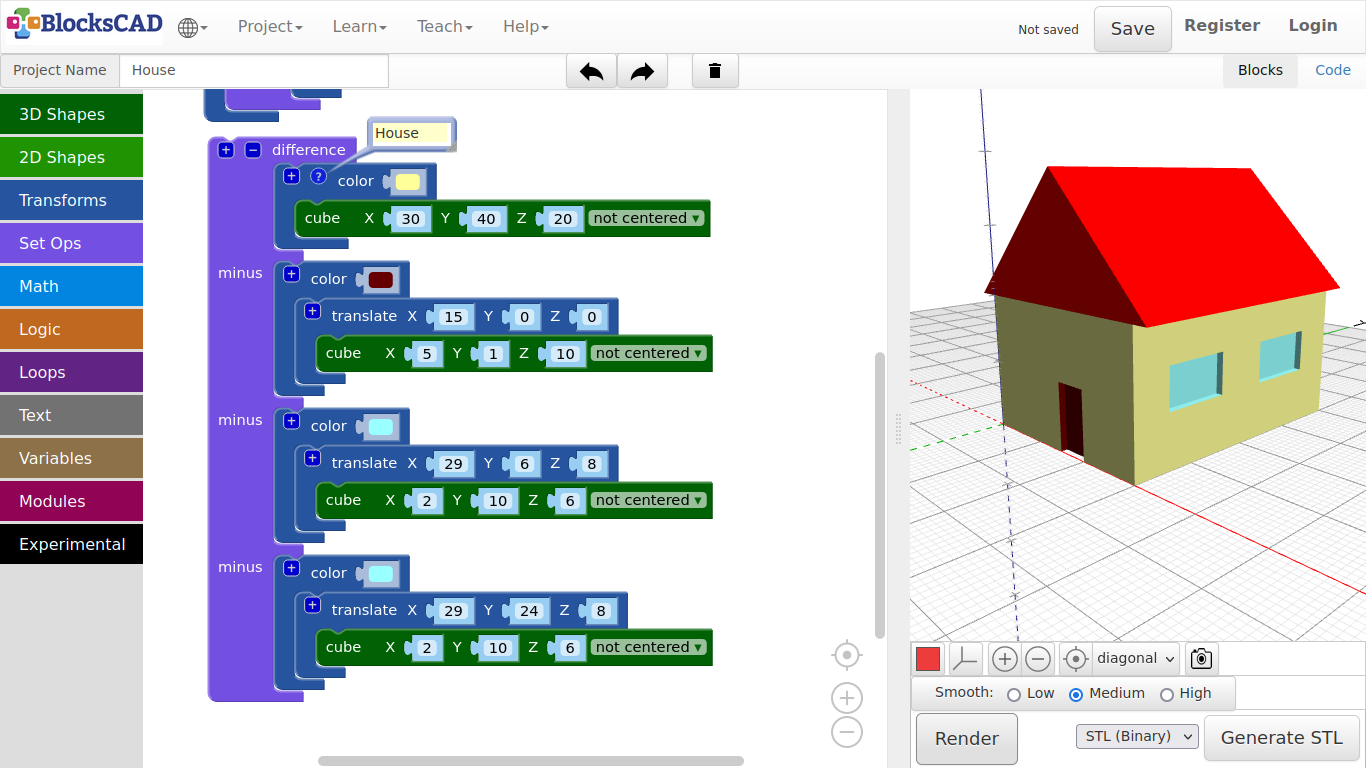 BlocksCAD
Project
Learn
Teach
Help
Not saved
Save
Register
Login
Project Name
House
Blocks
Code
3D Shapes
2D Shapes
Transforms
Set Ops
Math
Logic
Loops
Text
Variables
Modules
Experimental
House
+ − difference
+ ? color
cube X 30 Y 40 Z 20 not centered ▾
minus + color
+ translate X 15 Y 0 Z 0
cube X 5 Y 1 Z 10 not centered ▾
minus + color
+ translate X 29 Y 6 Z 8
cube X 2 Y 10 Z 6 not centered ▾
minus + color
+ translate X 29 Y 24 Z 8
cube X 2 Y 10 Z 6 not centered ▾
diagonal
Smooth: Low Medium High
Render
STL (Binary)
Generate STL